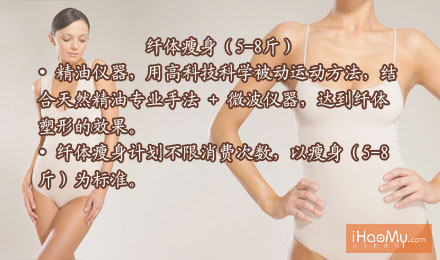 纤体瘦身（5-8斤）
• 精油仪器，用高科技科学被动运动方法，结
合天然精油专业手法 + 微波仪器，达到纤体
塑形的效果。
• 纤体瘦身计划不限消费次数，以瘦身（5-8
斤）为标准。
iHaoMy.com